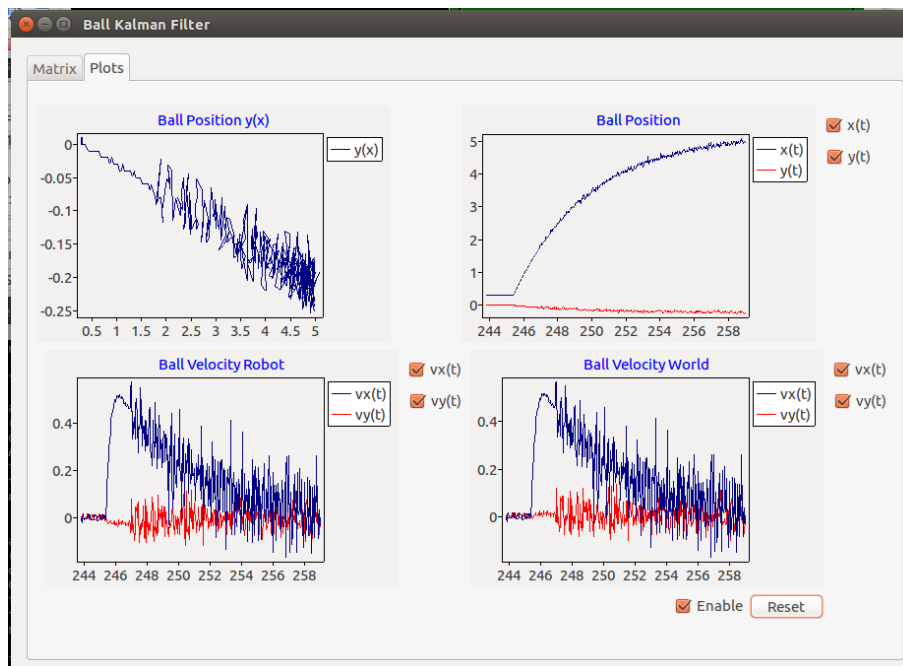 Ball Kalman Filter
Matrix Plots
Ball Position y(x)
y(x)
0
-0.05
-0.1
-0.15
-0.2
-0.25
0.5 1 1.5 2 2.5 3 3.5 4 4.5 5
Ball Position
x(t)
y(t)
5
4
3
2
1
0
244 246 248 250 252 254 256 258
x(t)
y(t)
Ball Velocity Robot
vx(t)
vy(t)
0.4
0.2
0
244 246 248 250 252 254 256 258
vx(t)
vy(t)
Ball Velocity World
vx(t)
vy(t)
0.4
0.2
0
244 246 248 250 252 254 256 258
vx(t)
vy(t)
Enable Reset